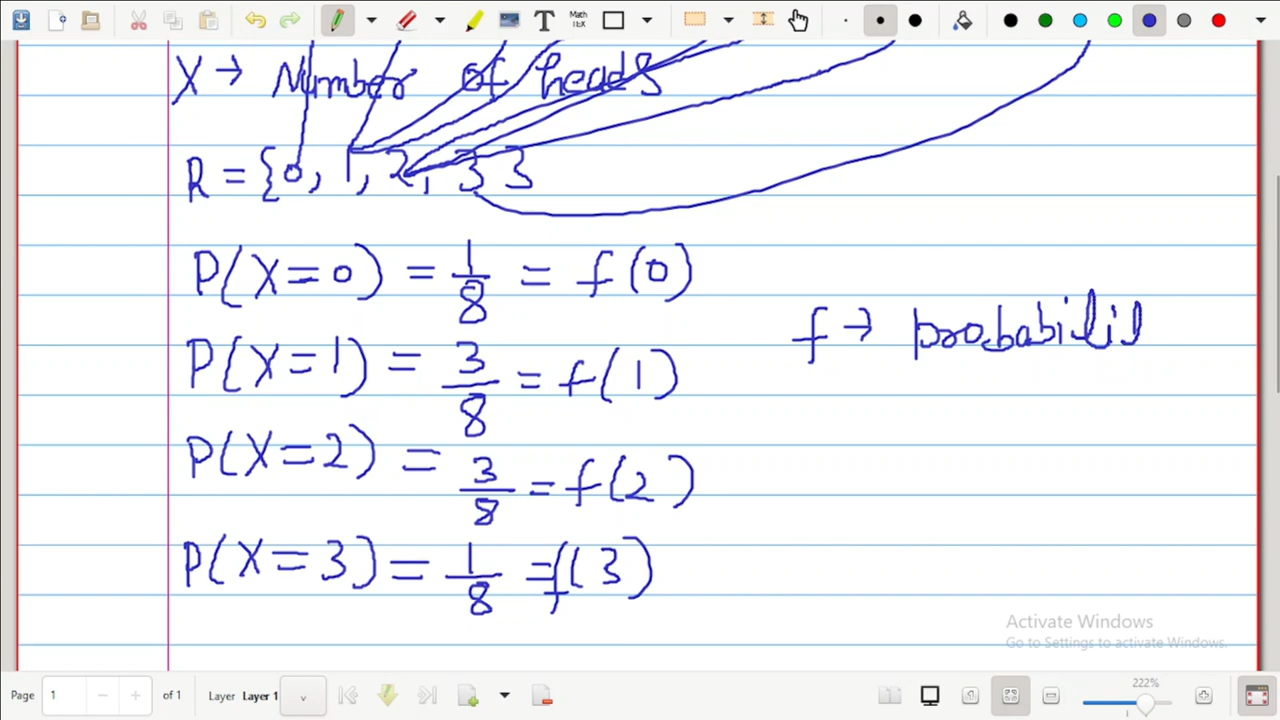 X → Number of heads
R = {0, 1, 2, 3}
P(X=0) = 1/8 = f(0)
f → probabilit
P(X=1) = 3/8 = f(1)
P(X=2) = 3/8 = f(2)
P(X=3) = 1/8 = f(3)
T
Math
TEX
Activate Windows
Go to Settings to activate Windows.
Page 1 of 1 Layer Layer 1
222%